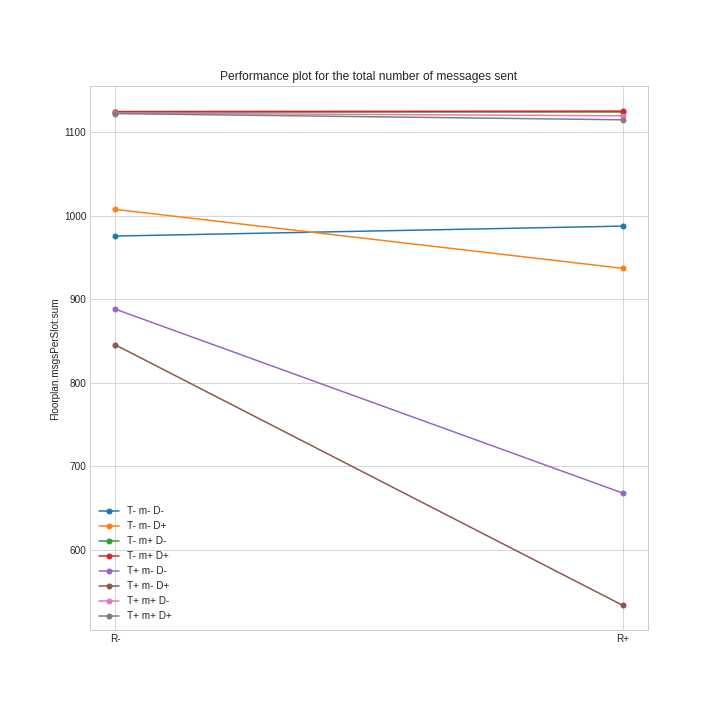 Performance plot for the total number of messages sent
Floorplan.msgsPerSlot:sum
1100
1000
900
800
700
600
T- m- D-
T- m- D+
T- m+ D-
T- m+ D+
T+ m- D-
T+ m- D+
T+ m+ D-
T+ m+ D+
R-
R+